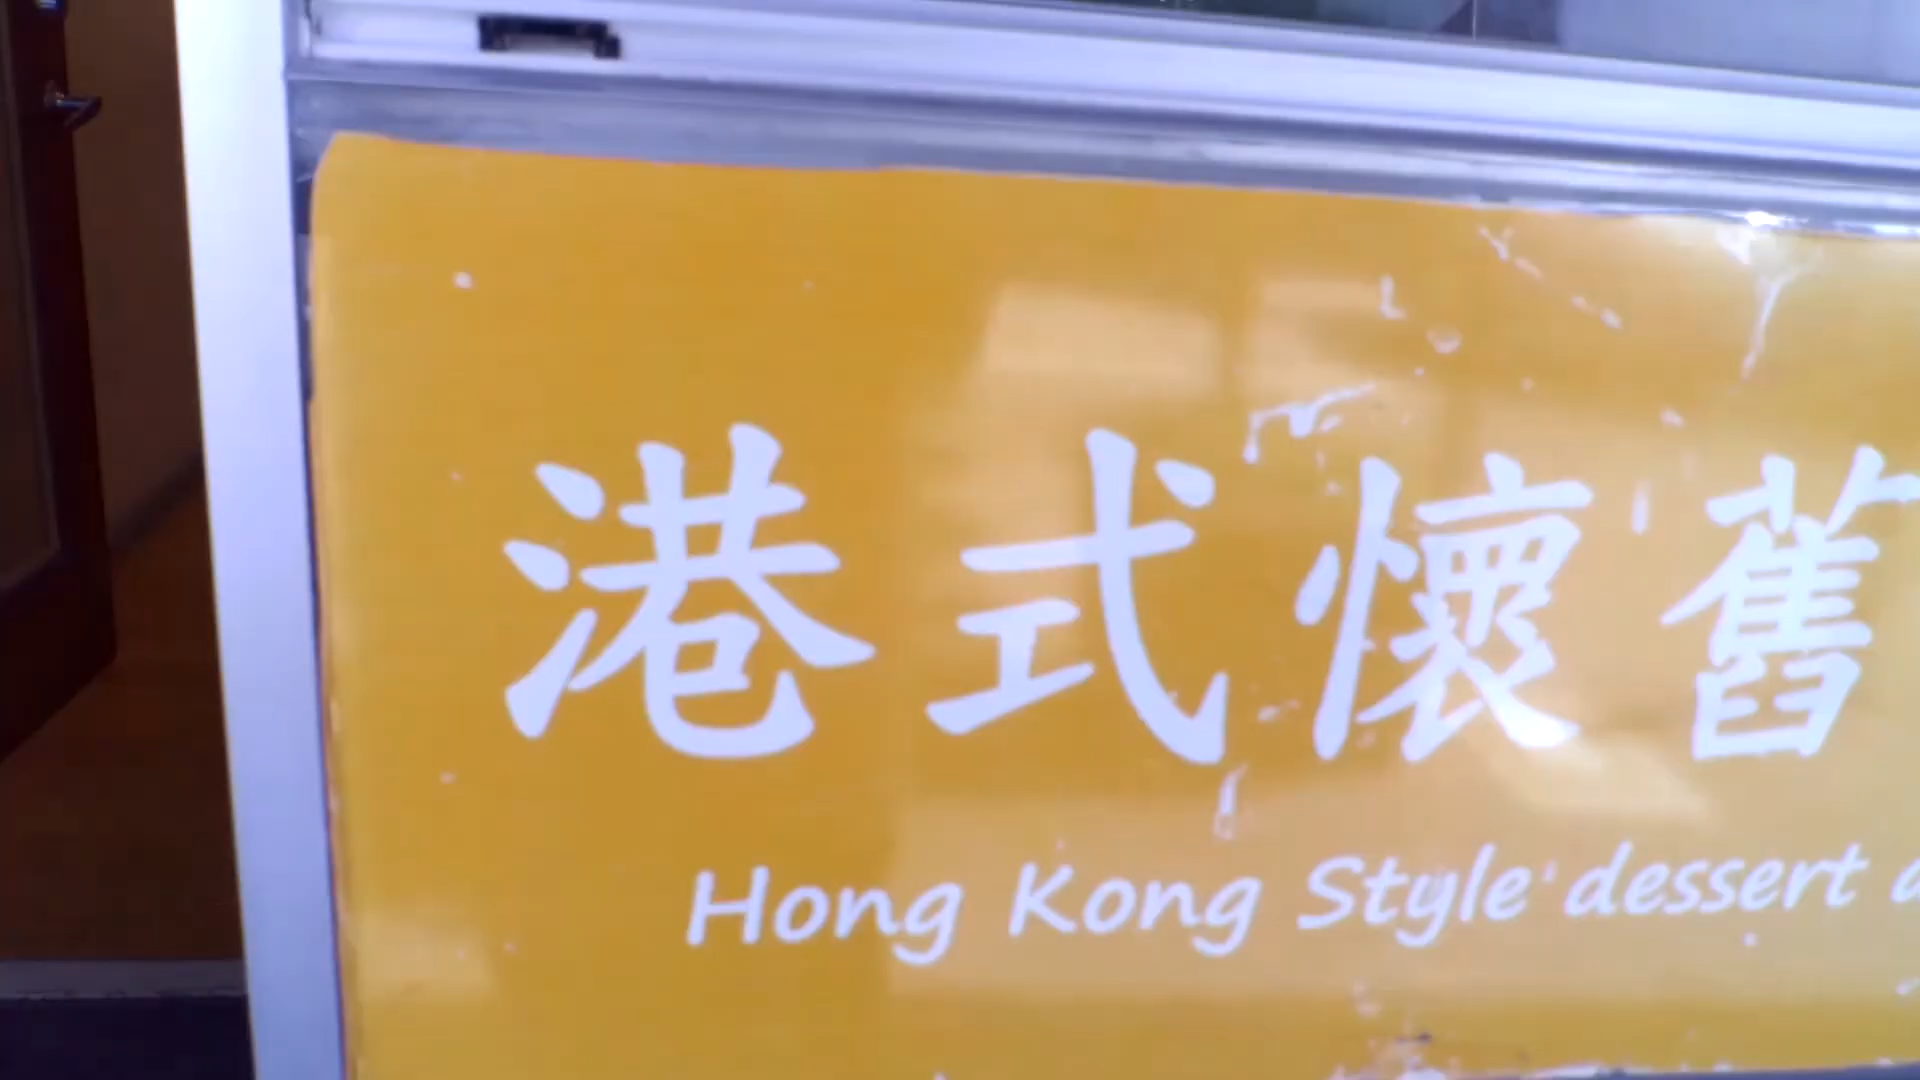 港式懷舊
Hong Kong Style dessert